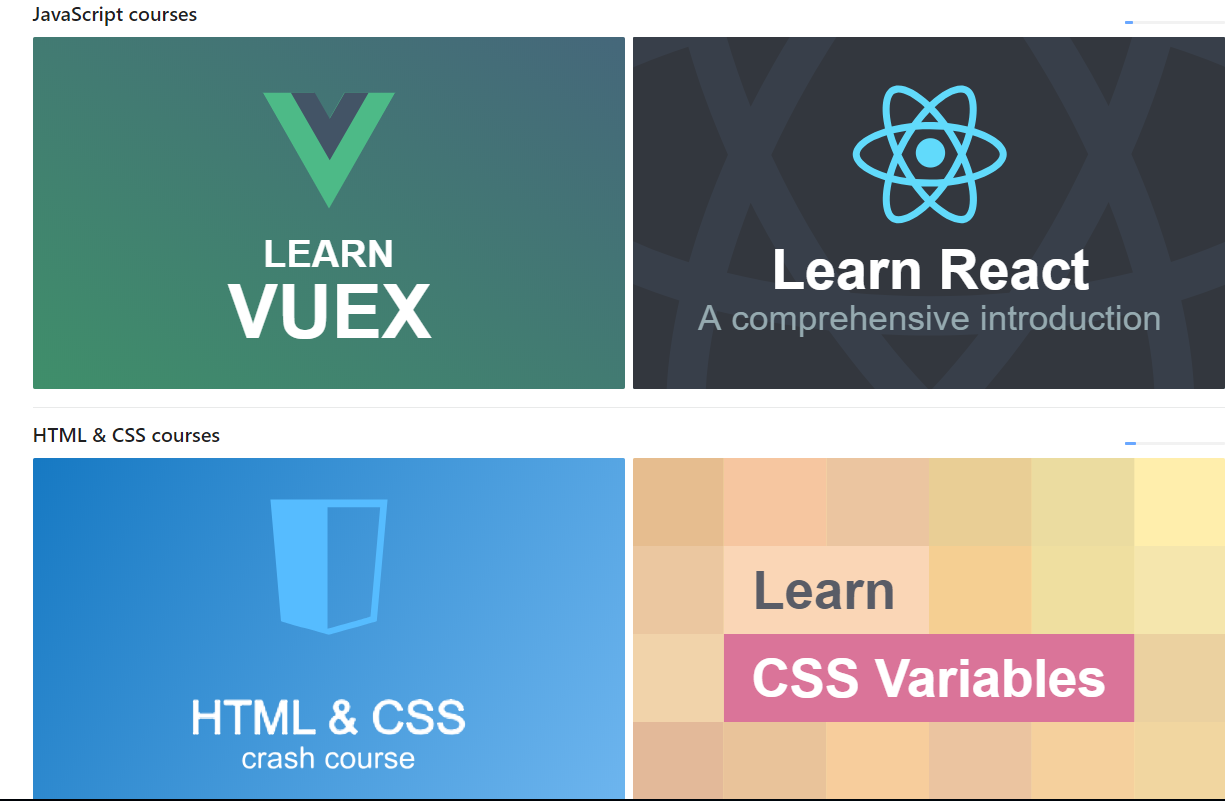 JavaScript courses
LEARN
VUEX
Learn React
A comprehensive introduction
HTML & CSS courses
HTML & CSS
crash course
Learn
CSS Variables